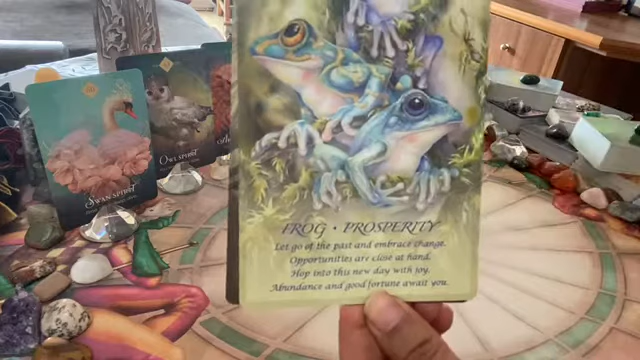 SWAN SPIRIT
OWL SPIRIT
FROG • PROSPERITY
Let go of the past and embrace change.
Opportunities are close at hand.
Hop into this new day with joy.
Abundance and good fortune await you.